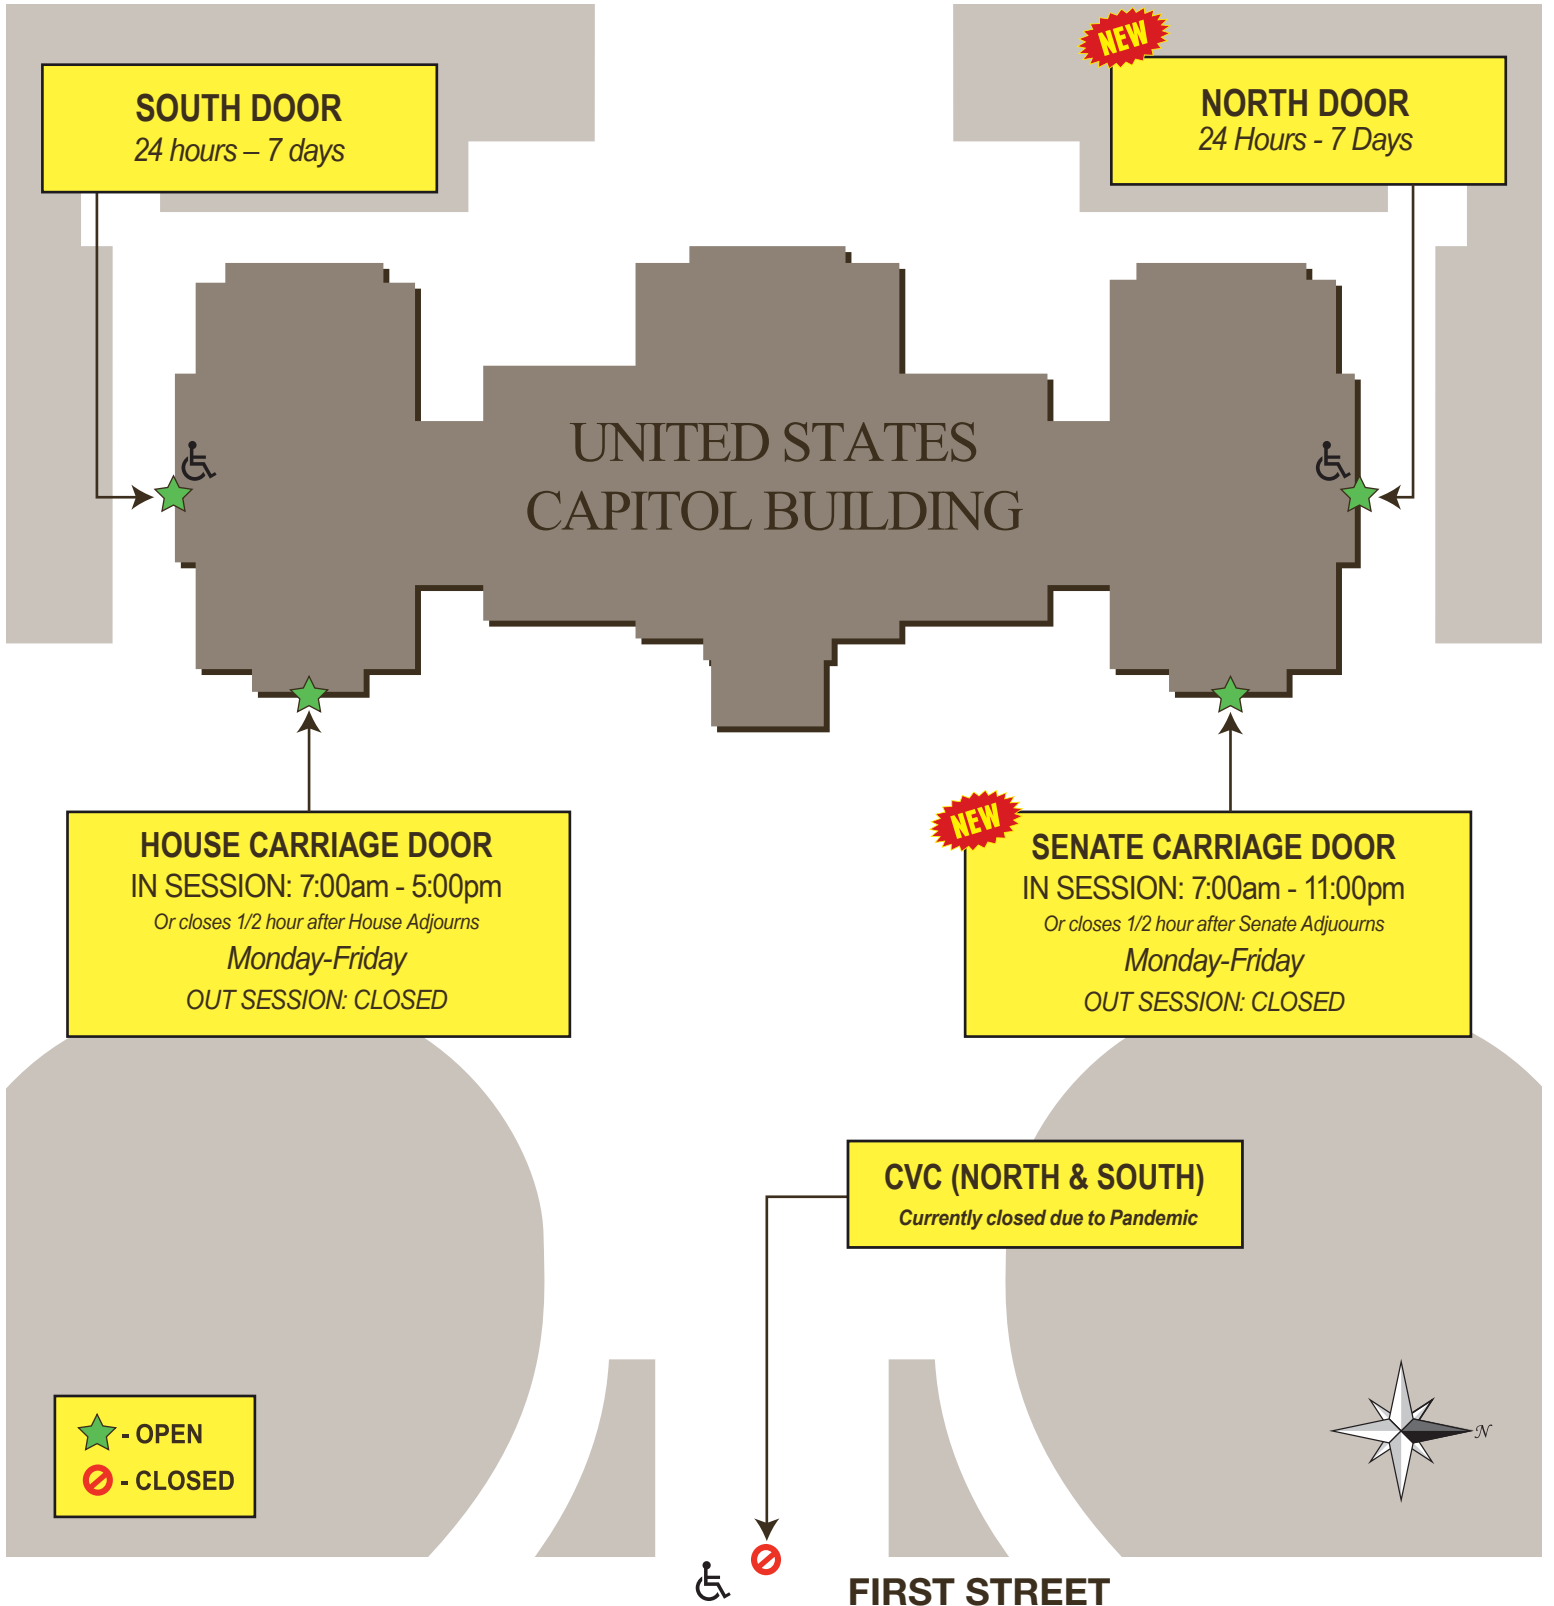 NEW
SOUTH DOOR
24 hours – 7 days
NORTH DOOR
24 Hours - 7 Days
UNITED STATES
CAPITOL BUILDING
HOUSE CARRIAGE DOOR
IN SESSION: 7:00am - 5:00pm
Or closes 1/2 hour after House Adjourns
Monday-Friday
OUT SESSION: CLOSED
NEW
SENATE CARRIAGE DOOR
IN SESSION: 7:00am - 11:00pm
Or closes 1/2 hour after Senate Adjuourns
Monday-Friday
OUT SESSION: CLOSED
CVC (NORTH & SOUTH)
Currently closed due to Pandemic
- OPEN
- CLOSED
N
FIRST STREET